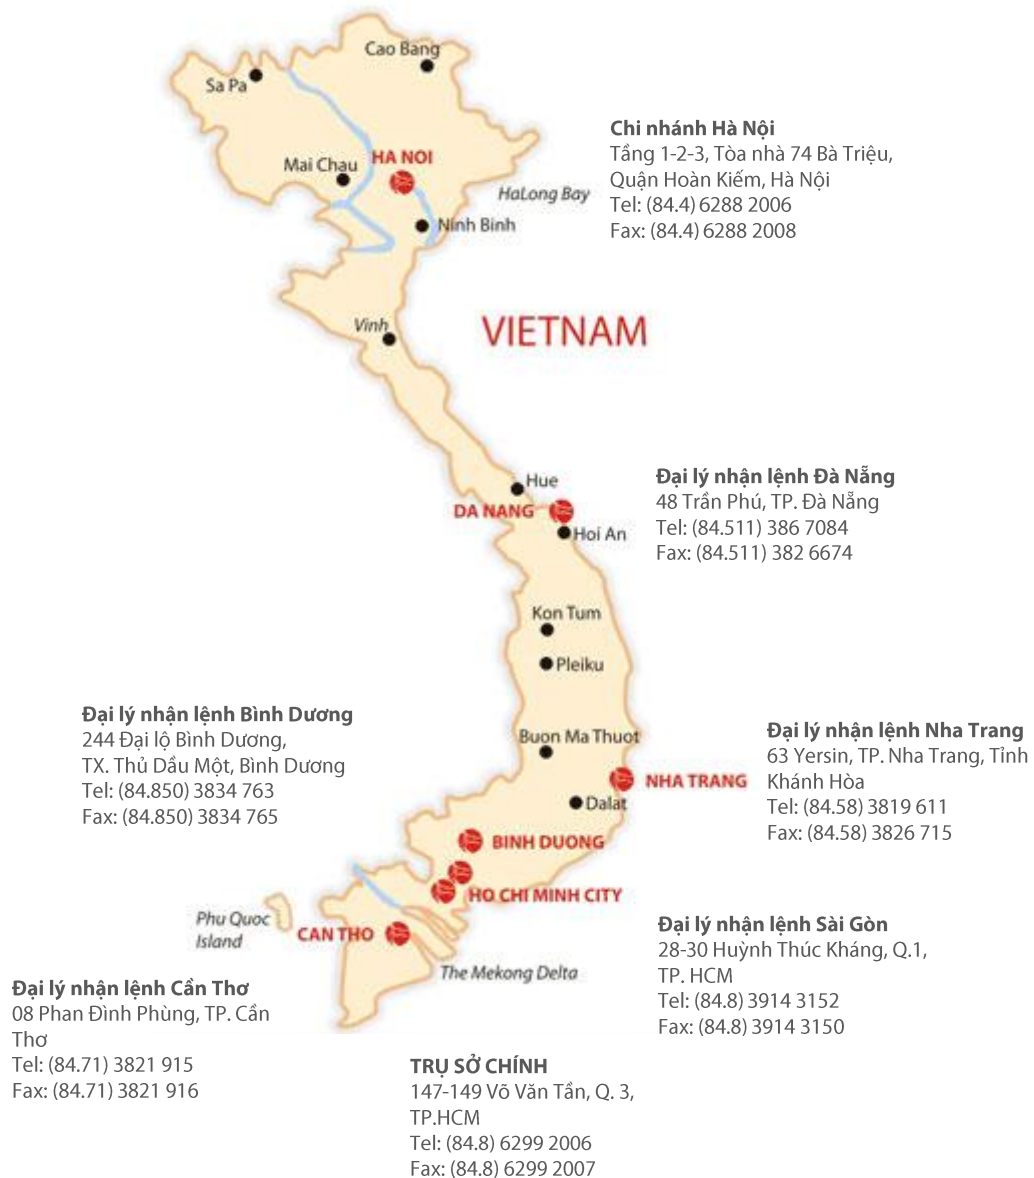 Cao Bang
Sa Pa
HA NOI
Mai Chau
HaLong Bay
Ninh Binh
Chi nhánh Hà Nội
Tầng 1-2-3, Tòa nhà 74 Bà Triệu,
Quận Hoàn Kiếm, Hà Nội
Tel: (84.4) 6288 2006
Fax: (84.4) 6288 2008
Vinh
VIETNAM
Hue
DA NANG
Hoi An
Đại lý nhận lệnh Đà Nẵng
48 Trần Phú, TP. Đà Nẵng
Tel: (84.511) 386 7084
Fax: (84.511) 382 6674
Kon Tum
Pleiku
Buon Ma Thuot
NHA TRANG
Dalat
Đại lý nhận lệnh Bình Dương
244 Đại lộ Bình Dương,
TX. Thủ Dầu Một, Bình Dương
Tel: (84.850) 3834 763
Fax: (84.850) 3834 765
Đại lý nhận lệnh Nha Trang
63 Yersin, TP. Nha Trang, Tỉnh
Khánh Hòa
Tel: (84.58) 3819 611
Fax: (84.58) 3826 715
BINH DUONG
HO CHI MINH CITY
Phu Quoc
Island
CAN THO
The Mekong Delta
Đại lý nhận lệnh Sài Gòn
28-30 Huỳnh Thúc Kháng, Q.1,
TP. HCM
Tel: (84.8) 3914 3152
Fax: (84.8) 3914 3150
Đại lý nhận lệnh Cần Thơ
08 Phan Đình Phùng, TP. Cần
Thơ
Tel: (84.71) 3821 915
Fax: (84.71) 3821 916
TRỤ SỞ CHÍNH
147-149 Võ Văn Tần, Q. 3,
TP.HCM
Tel: (84.8) 6299 2006
Fax: (84.8) 6299 2007